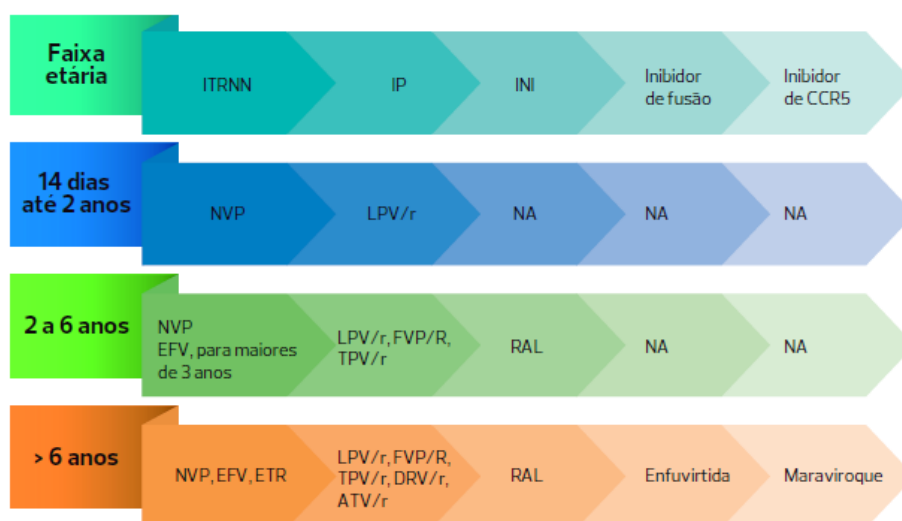 Faixa
etária
ITRNN
IP
INI
Inibidor
de fusão
Inibidor
de CCR5
14 dias
até 2 anos
NVP
LPV/r
NA
NA
NA
2 a 6 anos
NVP
EFV, para maiores
de 3 anos
LPV/r, FVP/R,
TPV/r
RAL
NA
NA
> 6 anos
NVP, EFV, ETR
LPV/r, FVP/R,
TPV/r, DRV/r,
ATV/r
RAL
Enfuvirtida
Maraviroque